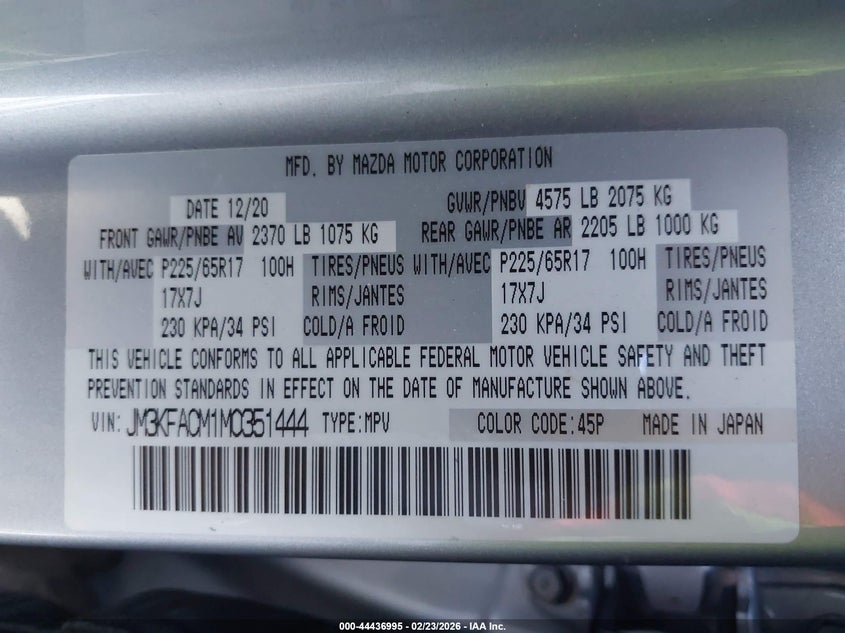 MFD. BY MAZDA MOTOR CORPORATION
DATE 12/20 GVWR/PNBV 4575 LB 2075 KG
FRONT GAWR/PNBE AV 2370 LB 1075 KG REAR GAWR/PNBE AR 2205 LB 1000 KG
WITH/AVEC P225/65R17 100H TIRES/PNEUS WITH/AVEC P225/65R17 100H TIRES/PNEUS
17X7J RIMS/JANTES 17X7J RIMS/JANTES
230 KPA/34 PSI COLD/A FROID 230 KPA/34 PSI COLD/A FROID
THIS VEHICLE CONFORMS TO ALL APPLICABLE FEDERAL MOTOR VEHICLE SAFETY AND THEFT
PREVENTION STANDARDS IN EFFECT ON THE DATE OF MANUFACTURE SHOWN ABOVE.
VIN: JM3KFACM1M0351444 TYPE:MPV COLOR CODE:45P MADE IN JAPAN
000-44436995 - 02/23/2026 - IAA Inc.